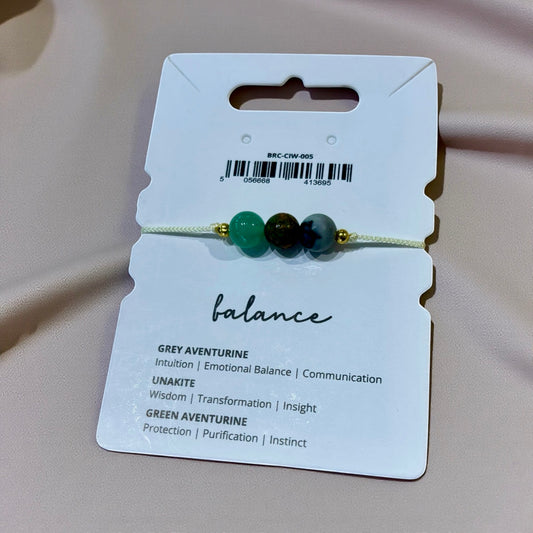 BRC-CIW-005
5 056668 413695
balance
GREY AVENTURINE
Intuition | Emotional Balance | Communication
UNAKITE
Wisdom | Transformation | Insight
GREEN AVENTURINE
Protection | Purification | Instinct